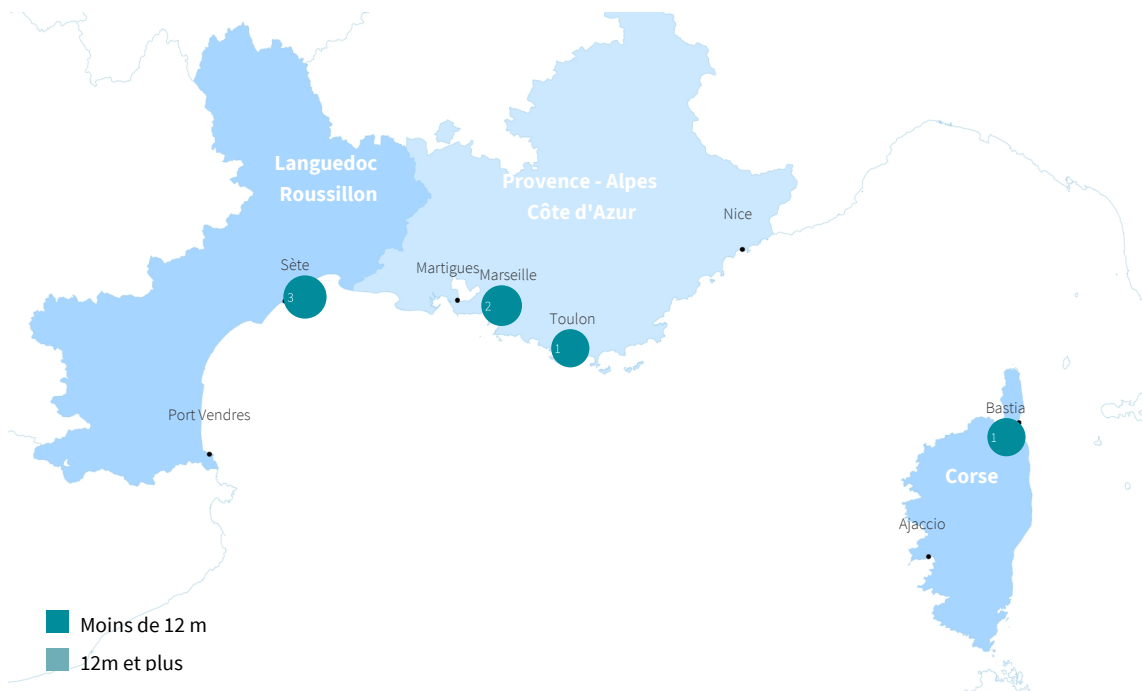 Languedoc
Roussillon
Provence - Alpes
Côte d'Azur
Nice
Sète
3
Martigues
Marseille
2
Toulon
1
Port Vendres
Bastia
1
Corse
Ajaccio
Moins de 12 m
12m et plus